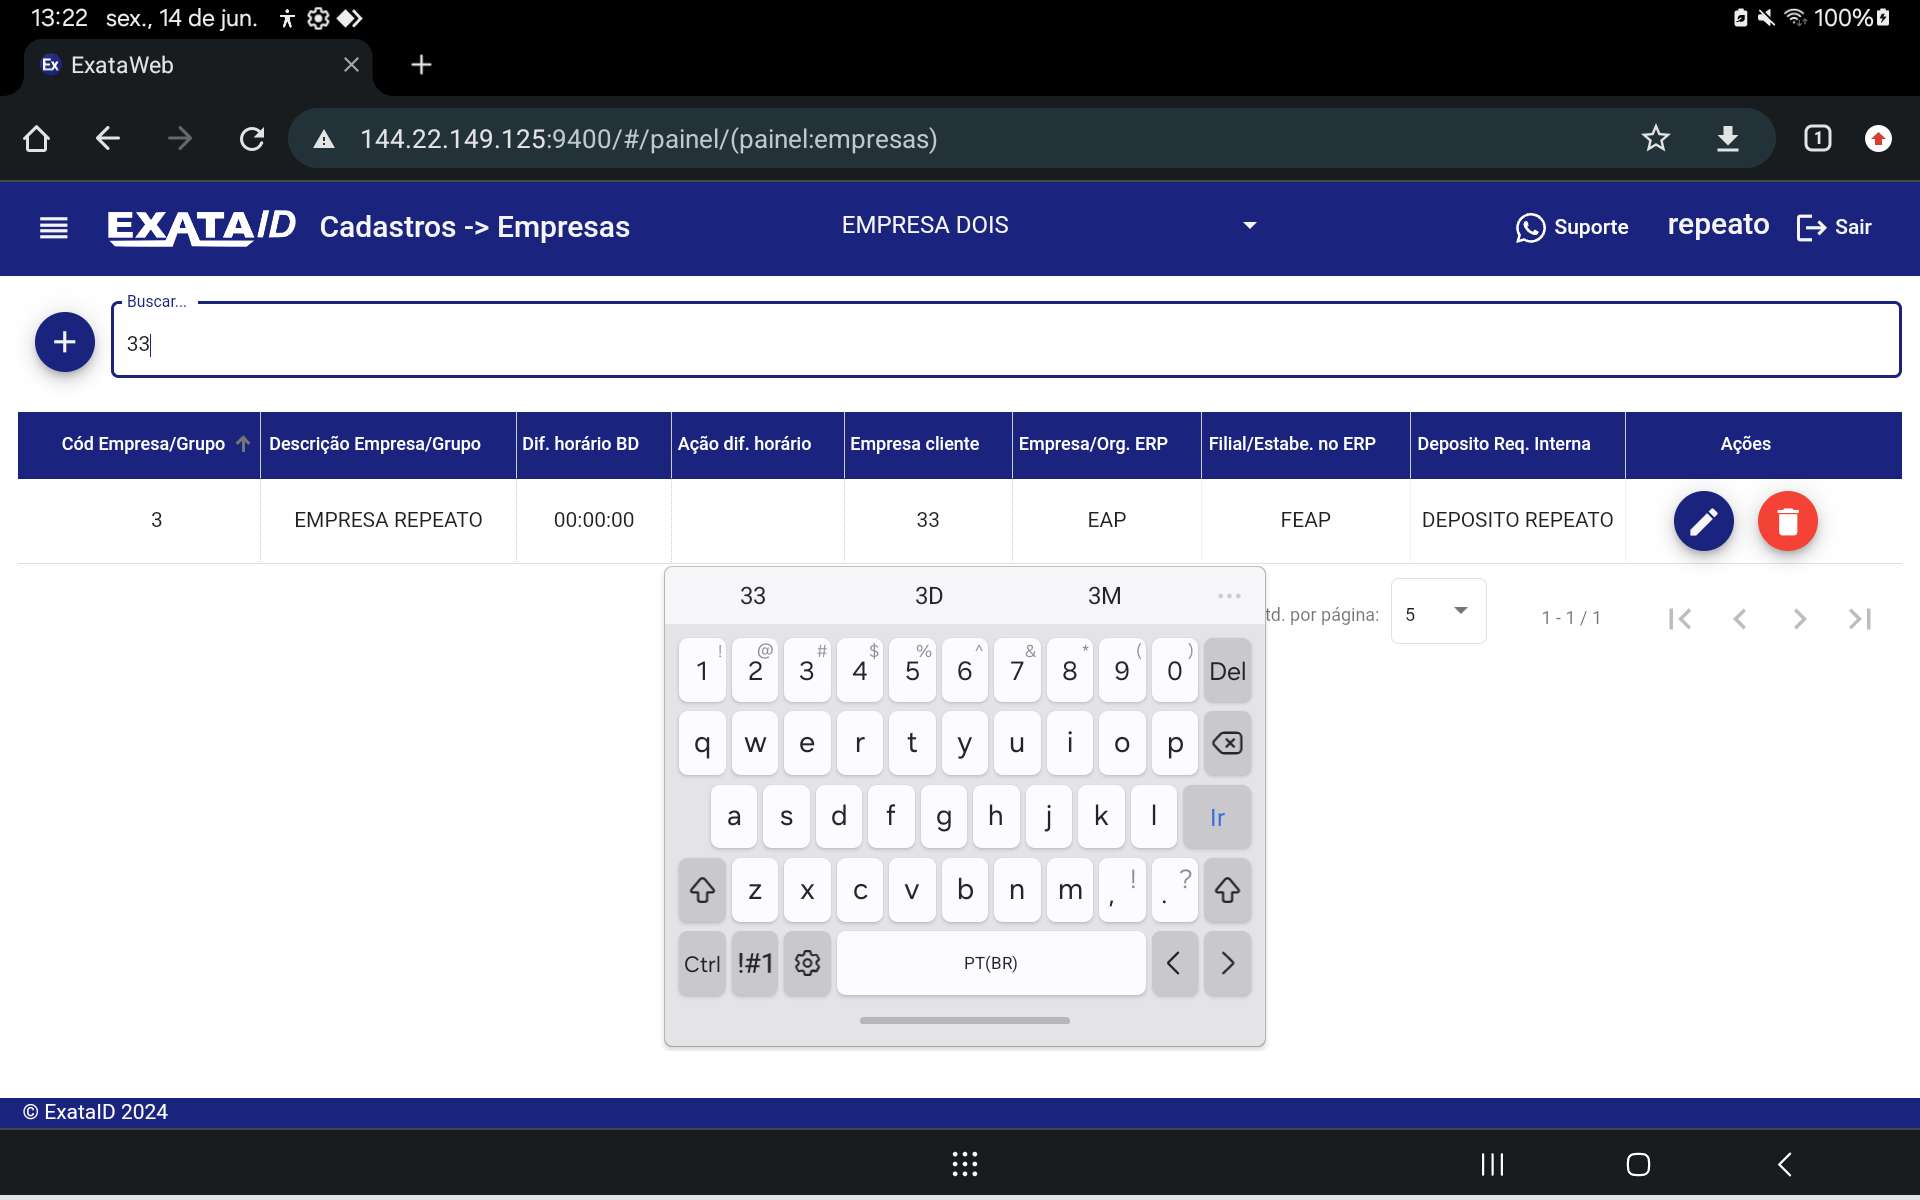 13:22 sex., 14 de jun. 100%
Ex ExataWeb
144.22.149.125:9400/#/painel/(painel:empresas) 1
EXATAID Cadastros -> Empresas EMPRESA DOIS Suporte repeato Sair
Buscar...
33
Cód Empresa/Grupo Descrição Empresa/Grupo Dif. horário BD Ação dif. horário Empresa cliente Empresa/Org. ERP Filial/Estabe. no ERP Deposito Req. Interna Ações
3 EMPRESA REPEATO 00:00:00 33 EAP FEAP DEPOSITO REPEATO
33 3D 3M ...
td. por página: 5 1 - 1 / 1
! @ # $ % ^ & * ( )
1 2 3 4 5 6 7 8 9 0 Del
q w e r t y u i o p
a s d f g h j k l Ir
z x c v b n m , ! . ?
Ctrl !#1 PT(BR)
© ExataID 2024